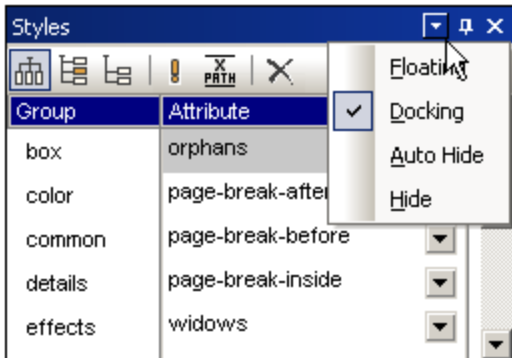 Styles
XPATH
Floating
Group Attribute
Docking
box orphans
Auto Hide
color page-break-after
Hide
common page-break-before
details page-break-inside
effects widows